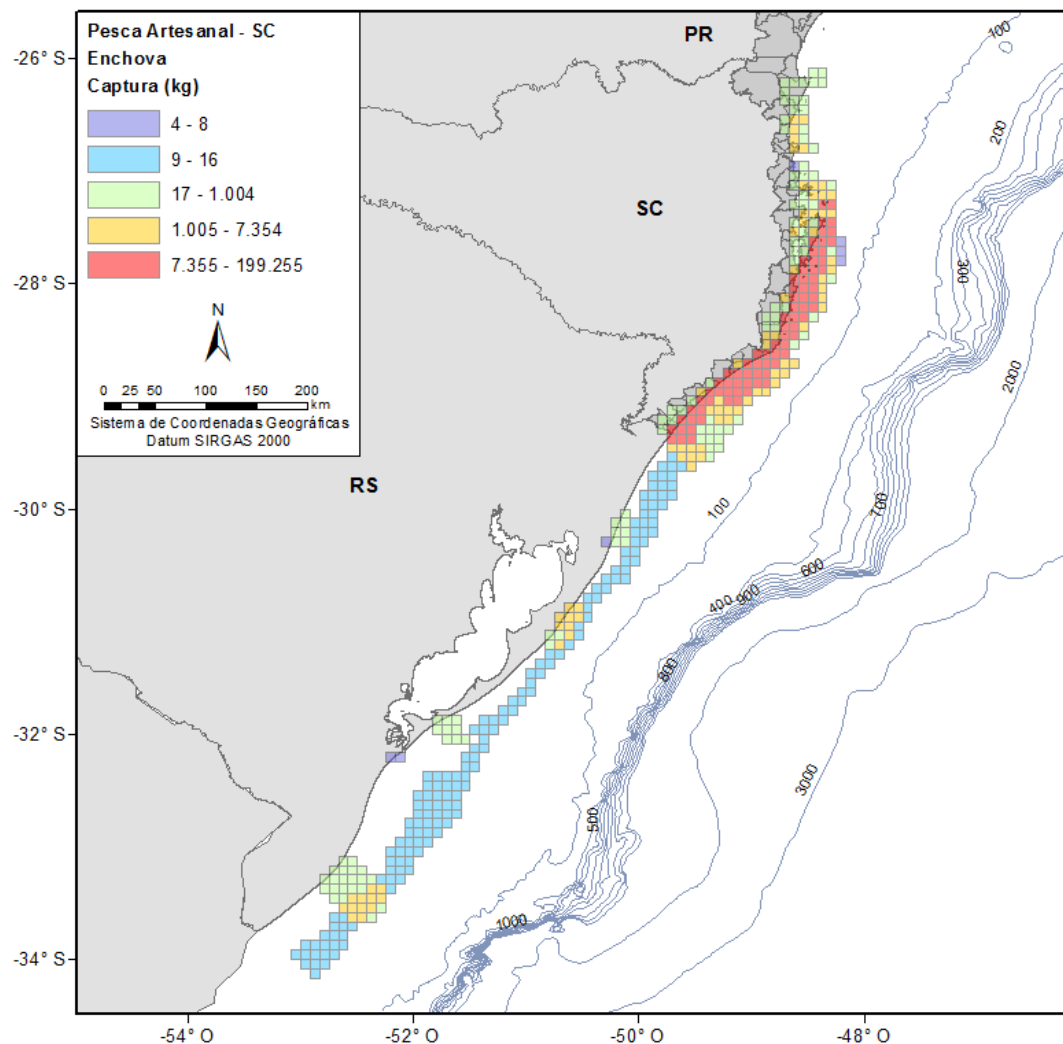 Pesca Artesanal - SC
Enchova
Captura (kg)
4 - 8
9 - 16
17 - 1.004
1.005 - 7.354
7.355 - 199.255
N
0 25 50 100 150 200
km
Sistema de Coordenadas Geográficas
Datum SIRGAS 2000
PR
SC
RS
100
200
300
2000
700
100
600
900
400
800
3000
500
1000
-26° S
-28° S
-30° S
-32° S
-34° S
-54° O
-52° O
-50° O
-48° O